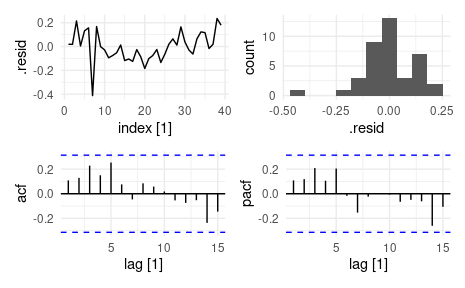 .resid
0.2
0.0
-0.2
-0.4
0 10 20 30 40
index [1]
count
10
5
0
-0.50 -0.25 0.00 0.25
.resid
acf
0.2
0.0
-0.2
5 10 15
lag [1]
pacf
0.2
0.0
-0.2
5 10 15
lag [1]